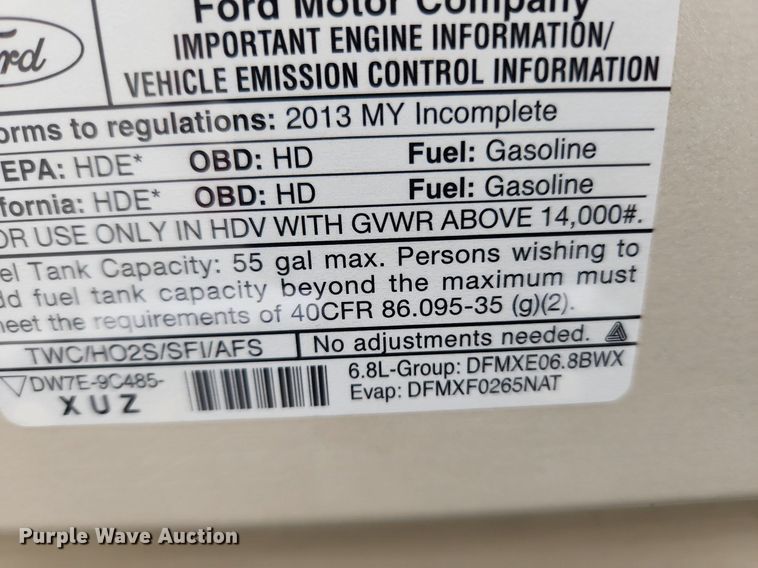 Ford Motor Company
rd
IMPORTANT ENGINE INFORMATION/
VEHICLE EMISSION CONTROL INFORMATION
orms to regulations: 2013 MY Incomplete
EPA: HDE* OBD: HD Fuel: Gasoline
fornia: HDE* OBD: HD Fuel: Gasoline
OR USE ONLY IN HDV WITH GVWR ABOVE 14,000#.
el Tank Capacity: 55 gal max. Persons wishing to
dd fuel tank capacity beyond the maximum must
eet the requirements of 40CFR 86.095-35 (g)(2).
TWC/HO2S/SFI/AFS No adjustments needed.
DW7E-9C485- 6.8L-Group: DFMXE06.8BWX
XUZ Evap: DFMXF0265NAT
Purple Wave Auction